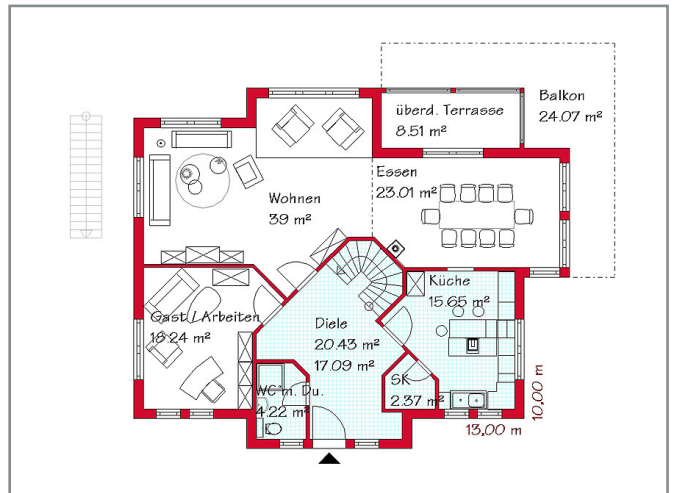 Balkon
24.07 m²
überd. Terrasse
8.51 m²
Essen
23.01 m²
Wohnen
39 m²
Küche
15.65 m²
Gast / Arbeiten
18.24 m²
Diele
20.43 m²
17.09 m²
SK
2.37 m²
WC m. Du.
4.22 m²
10,00 m
13,00 m